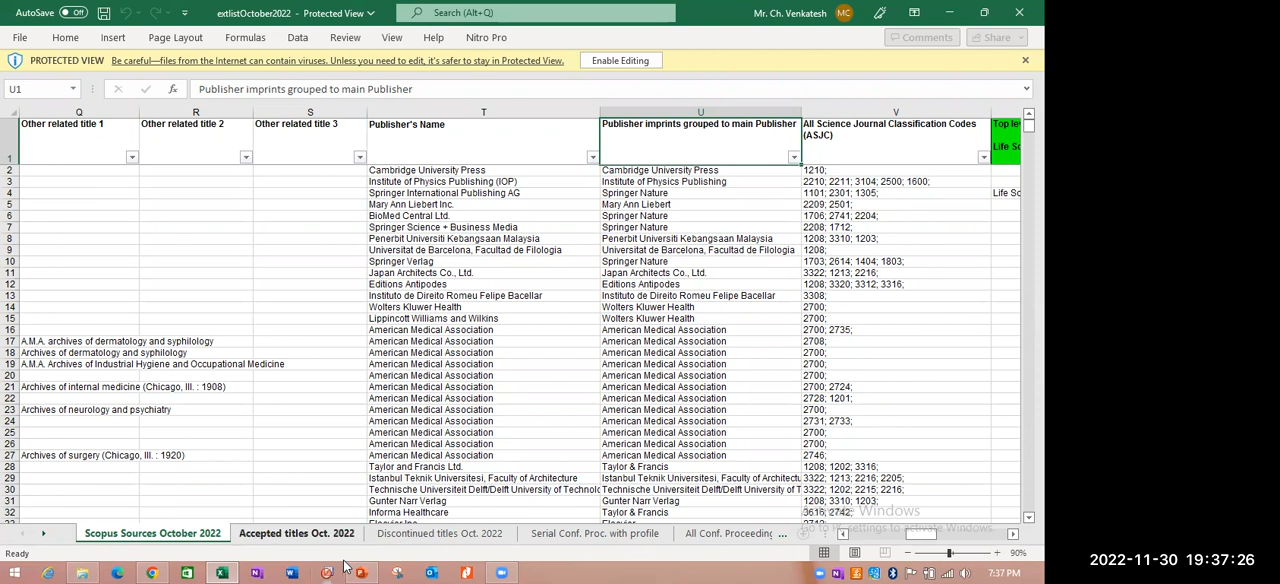 AutoSave Off extlistOctober2022 - Protected View Search (Alt+Q) Mr. Ch. Venkatesh MC
File Home Insert Page Layout Formulas Data Review View Help Nitro Pro Comments Share
PROTECTED VIEW Be careful—files from the Internet can contain viruses. Unless you need to edit, it's safer to stay in Protected View. Enable Editing
U1 fx Publisher imprints grouped to main Publisher
Q R S T U V
1 Other related title 1 Other related title 2 Other related title 3 Publisher's Name Publisher imprints grouped to main Publisher All Science Journal Classification Codes Top le
(ASJC) Life Sc
2 Cambridge University Press Cambridge University Press 1210;
3 Institute of Physics Publishing (IOP) Institute of Physics Publishing 2210; 2211; 3104; 2500; 1600;
4 Springer International Publishing AG Springer Nature 1101; 2301; 1305; Life Sc
5 Mary Ann Liebert Inc. Mary Ann Liebert 2209; 2501;
6 BioMed Central Ltd. Springer Nature 1706; 2741; 2204;
7 Springer Science + Business Media Springer Nature 2208; 1712;
8 Penerbit Universiti Kebangsaan Malaysia Penerbit Universiti Kebangsaan Malaysia 1208; 3310; 1203;
9 Universitat de Barcelona, Facultad de Filologia Universitat de Barcelona, Facultad de Filologia 1208;
10 Springer Verlag Springer Nature 1703; 2614; 1404; 1803;
11 Japan Architects Co., Ltd. Japan Architects Co., Ltd. 3322; 1213; 2216;
12 Editions Antipodes Editions Antipodes 1208; 3320; 3312; 3316;
13 Instituto de Direito Romeu Felipe Bacellar Instituto de Direito Romeu Felipe Bacellar 3308;
14 Wolters Kluwer Health Wolters Kluwer Health 2700;
15 Lippincott Williams and Wilkins Wolters Kluwer Health 2700;
16 American Medical Association American Medical Association 2700; 2735;
17 A.M.A. archives of dermatology and syphilology American Medical Association American Medical Association 2708;
18 Archives of dermatology and syphilology American Medical Association American Medical Association 2700;
19 A.M.A. Archives of Industrial Hygiene and Occupational Medicine American Medical Association American Medical Association 2700;
20 American Medical Association American Medical Association 2700;
21 Archives of internal medicine (Chicago, Ill. : 1908) American Medical Association American Medical Association 2700; 2724;
22 American Medical Association American Medical Association 2728; 1201;
23 Archives of neurology and psychiatry American Medical Association American Medical Association 2700;
24 American Medical Association American Medical Association 2731; 2733;
25 American Medical Association American Medical Association 2700;
26 American Medical Association American Medical Association 2700;
27 Archives of surgery (Chicago, Ill. : 1920) American Medical Association American Medical Association 2746;
28 Taylor and Francis Ltd. Taylor & Francis 1208; 1202; 3316;
29 Istanbul Teknik Universitesi, Faculty of Architecture Istanbul Teknik Universitesi, Faculty of Architectu 3322; 1213; 2216; 2205;
30 Technische Universiteit Delft/Delft University of Technolo Technische Universiteit Delft/Delft University of T 3322; 1202; 2215; 2216;
31 Gunter Narr Verlag Gunter Narr Verlag 1208; 3310; 1203;
32 Informa Healthcare Taylor & Francis 3616; 2742;
Activate Windows
Go to PC settings to activate Windows.
Scopus Sources October 2022 Accepted titles Oct. 2022 Discontinued titles Oct. 2022 Serial Conf. Proc. with profile All Conf. Proceeding ...
Ready 90%
7:37 PM
2022-11-30 19:37:26